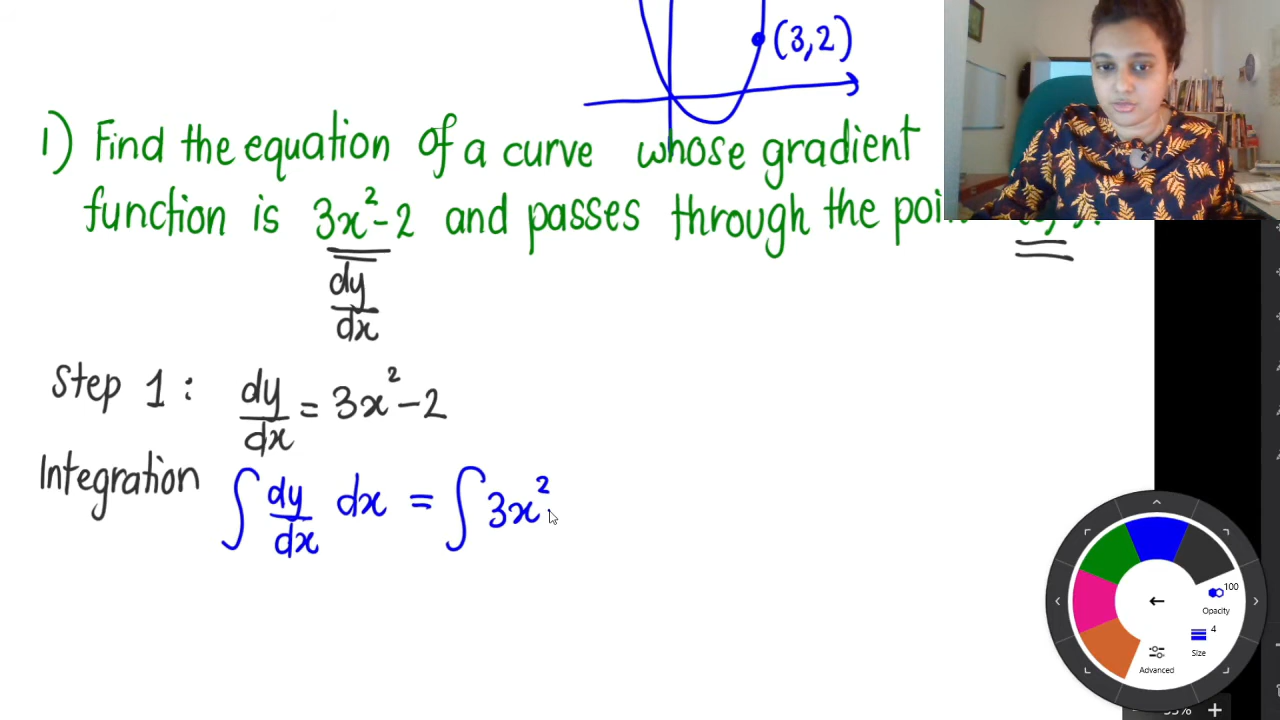 (3,2)
1) Find the equation of a curve whose gradient
function is 3x²-2 and passes through the
dy/dx
Step 1 : dy/dx = 3x²-2
Integration ∫ dy/dx dx = ∫ 3x²
100
Opacity
4
Size
Advanced